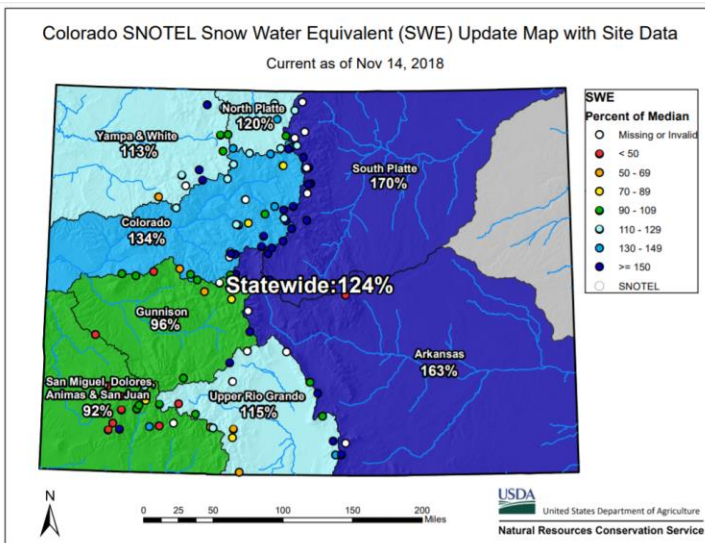 Colorado SNOTEL Snow Water Equivalent (SWE) Update Map with Site Data
Current as of Nov 14, 2018
North Platte
120%
Yampa & White
113%
South Platte
170%
Colorado
134%
Statewide:124%
Gunnison
96%
Arkansas
163%
San Miguel, Dolores,
Animas & San Juan
92%
Upper Rio Grande
115%
SWE
Percent of Median
Missing or Invalid
< 50
50 - 69
70 - 89
90 - 109
110 - 129
130 - 149
>= 150
SNOTEL
N
0 50 100 150 200
Miles
USDA
United States Department of Agriculture
Natural Resources Conservation Service